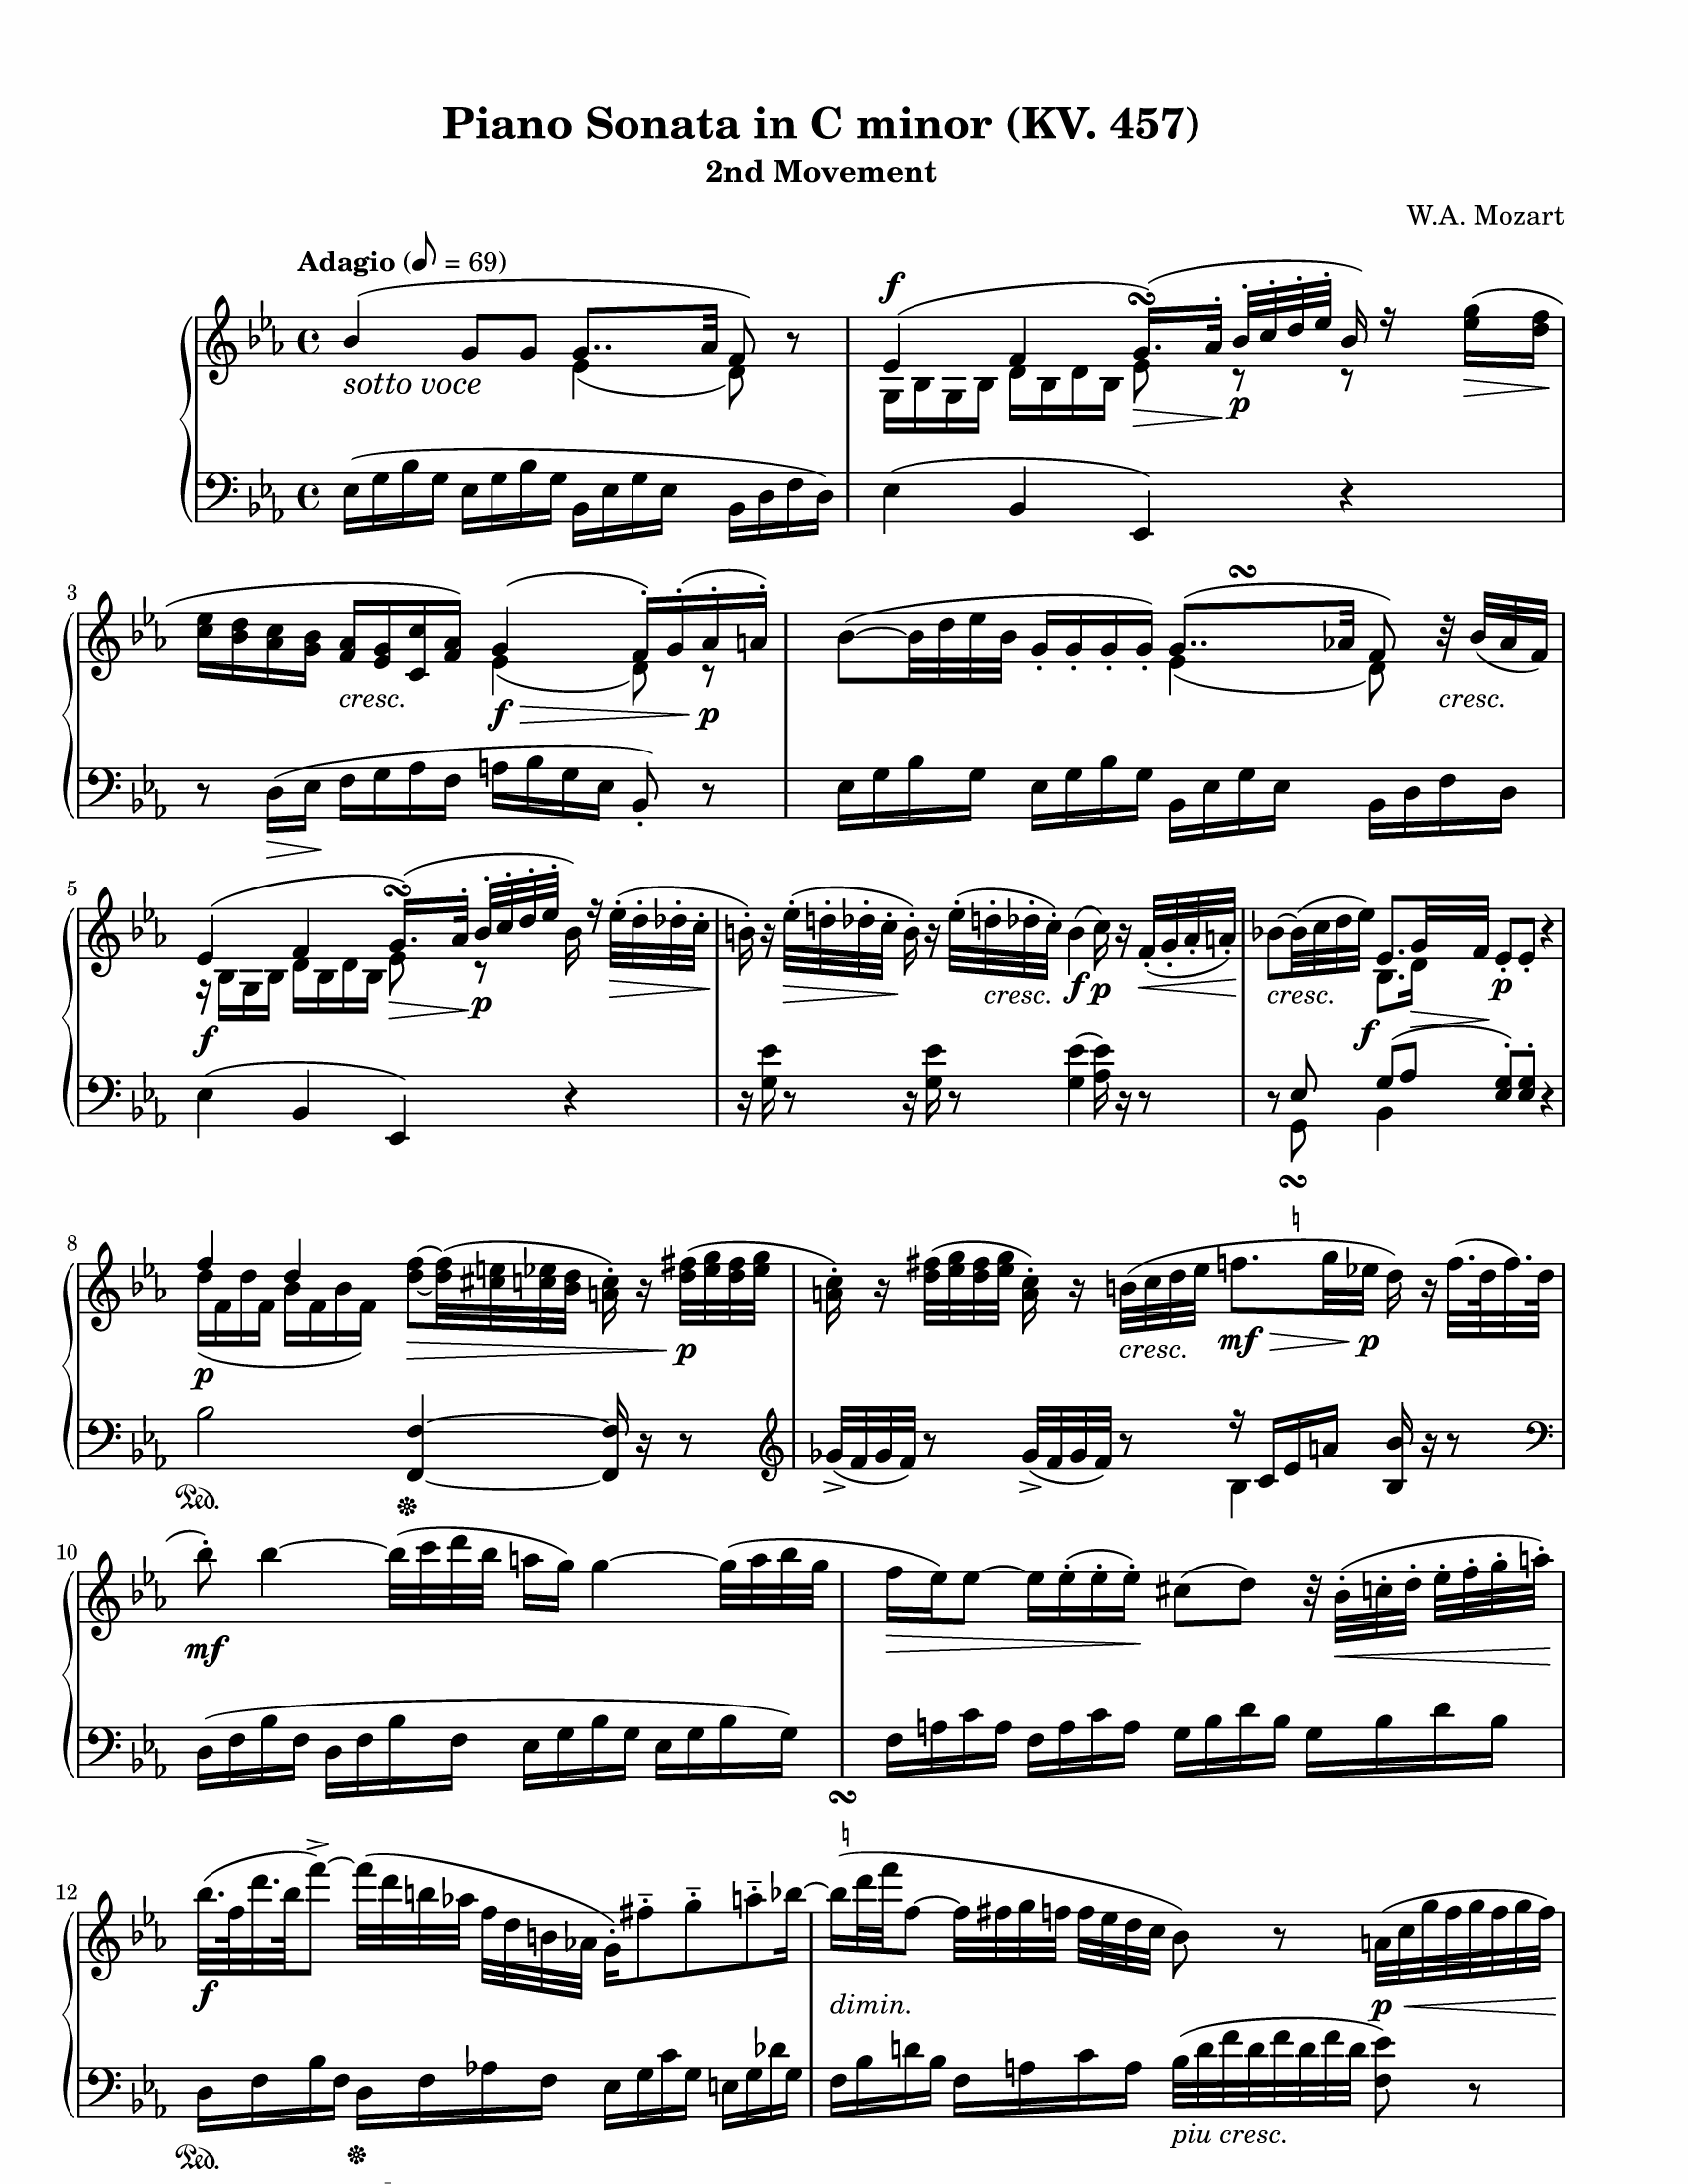 Piano Sonata in C minor (KV. 457)
2nd Movement
W.A. Mozart
Adagio (♪ = 69)
f
sotto voce
p
3
cresc.
f p
cresc.
5
f p
cresc. f p
cresc. f p
8
p p
cresc. mf p
10
mf
12
f
dimin. p
piu cresc.